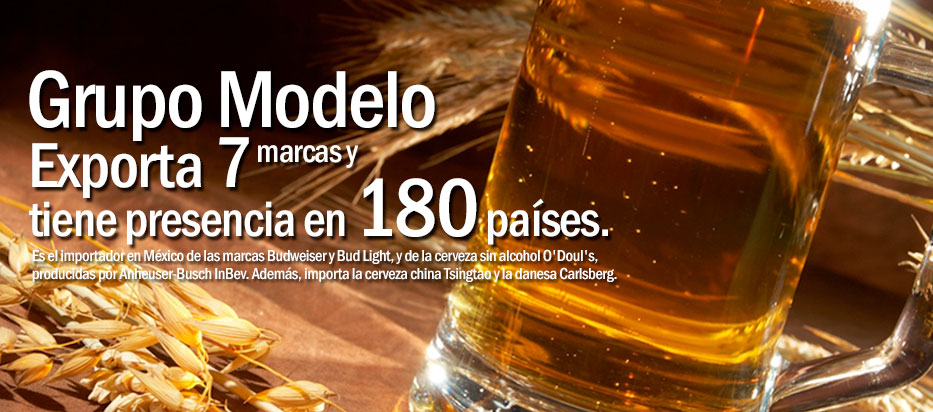 Grupo Modelo
Exporta 7 marcas y
tiene presencia en 180 países.
Es el importador en México de las marcas Budweiser y Bud Light, y de la cerveza sin alcohol O'Doul's,
producidas por Anheuser-Busch InBev. Además, importa la cerveza china Tsingtao y la danesa Carlsberg.